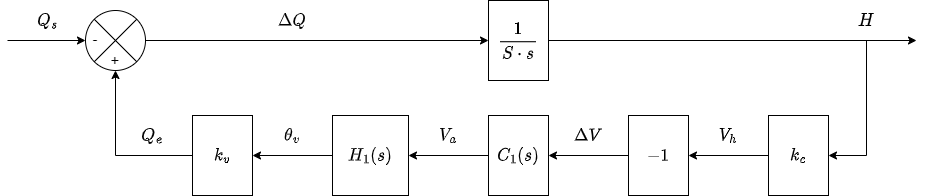 Q_s
ΔQ
1
S · s
H
-
+
Q_e
k_v
θ_v
H_1(s)
V_a
C_1(s)
ΔV
−1
V_h
k_c